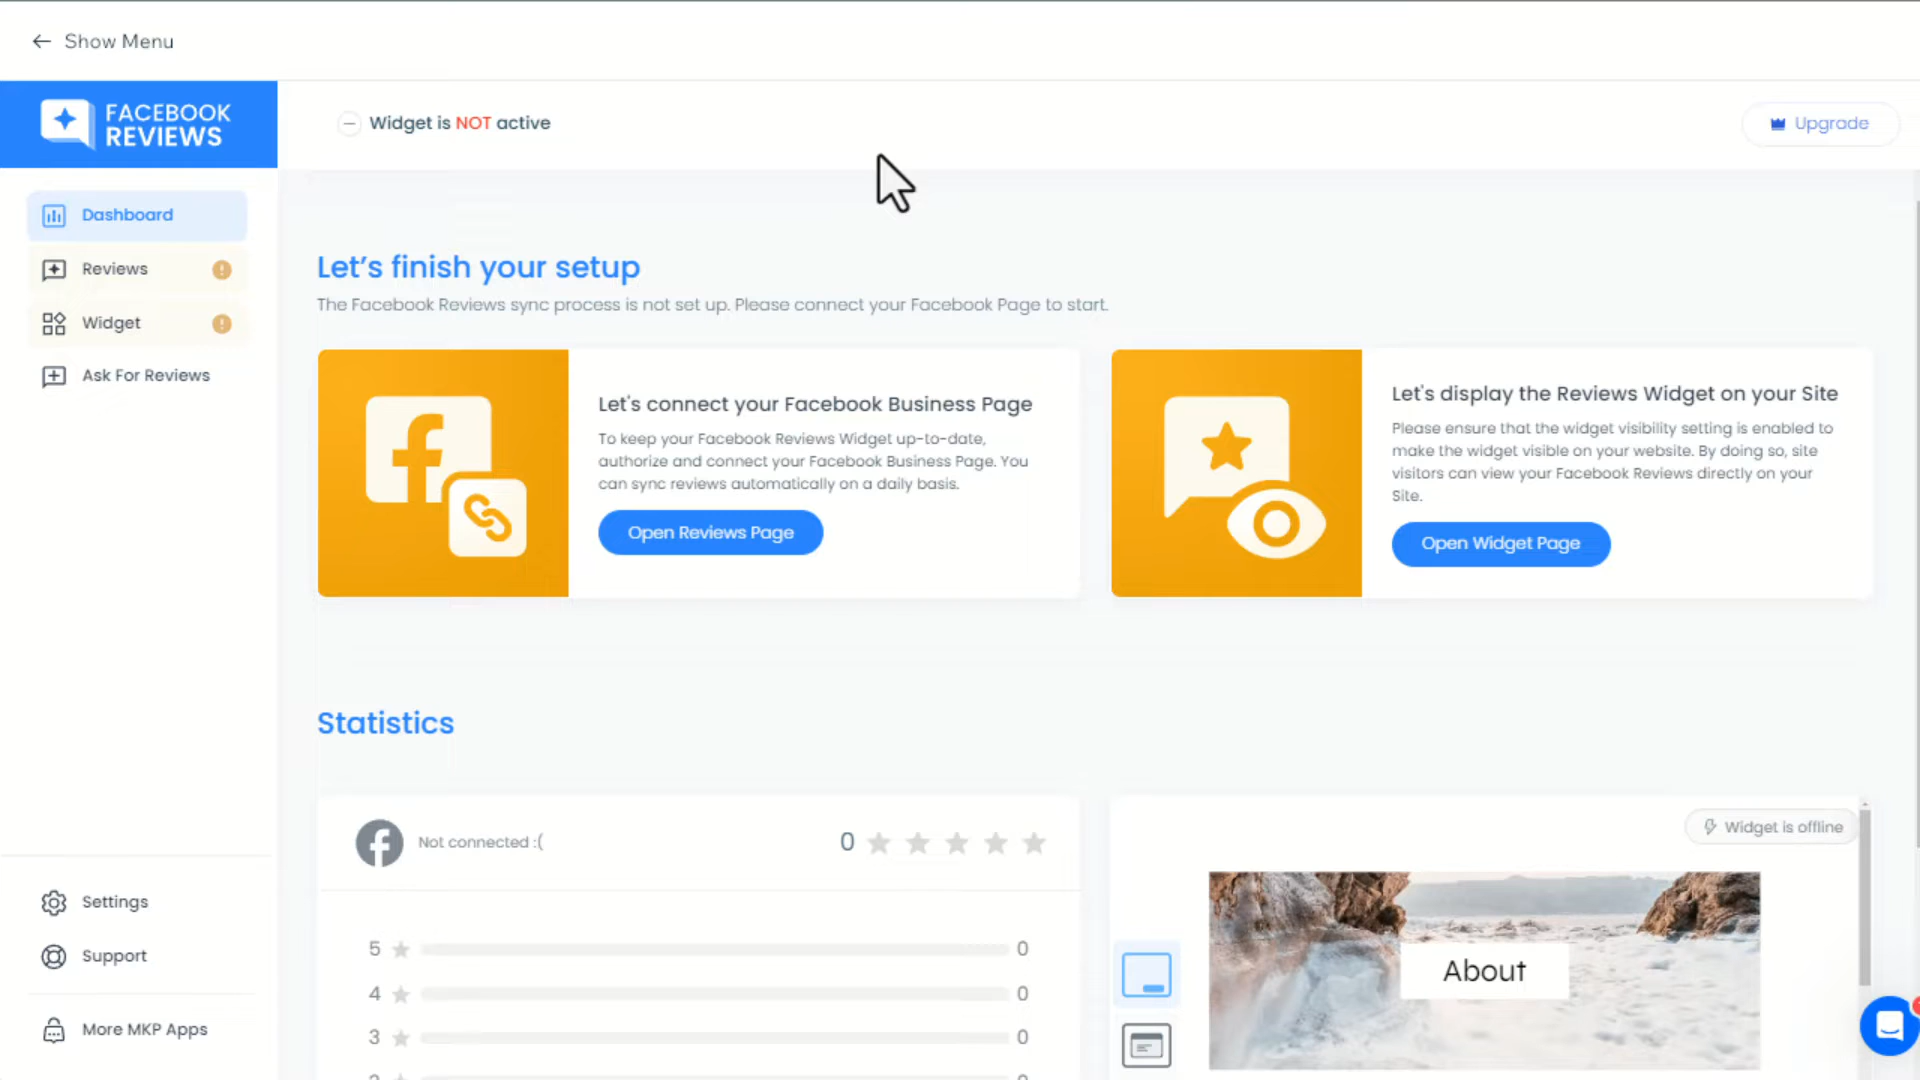 Show Menu
FACEBOOK
REVIEWS
Widget is NOT active
Upgrade
Dashboard
Reviews
Widget
Ask For Reviews
Let's finish your setup
The Facebook Reviews sync process is not set up. Please connect your Facebook Page to start.
Let's connect your Facebook Business Page
To keep your Facebook Reviews Widget up-to-date,
authorize and connect your Facebook Business Page. You
can sync reviews automatically on a daily basis.
Open Reviews Page
Let's display the Reviews Widget on your Site
Please ensure that the widget visibility setting is enabled to
make the widget visible on your website. By doing so, site
visitors can view your Facebook Reviews directly on your
Site.
Open Widget Page
Statistics
Not connected :(
0
5 0
4 0
3 0
Widget is offline
About
Settings
Support
More MKP Apps